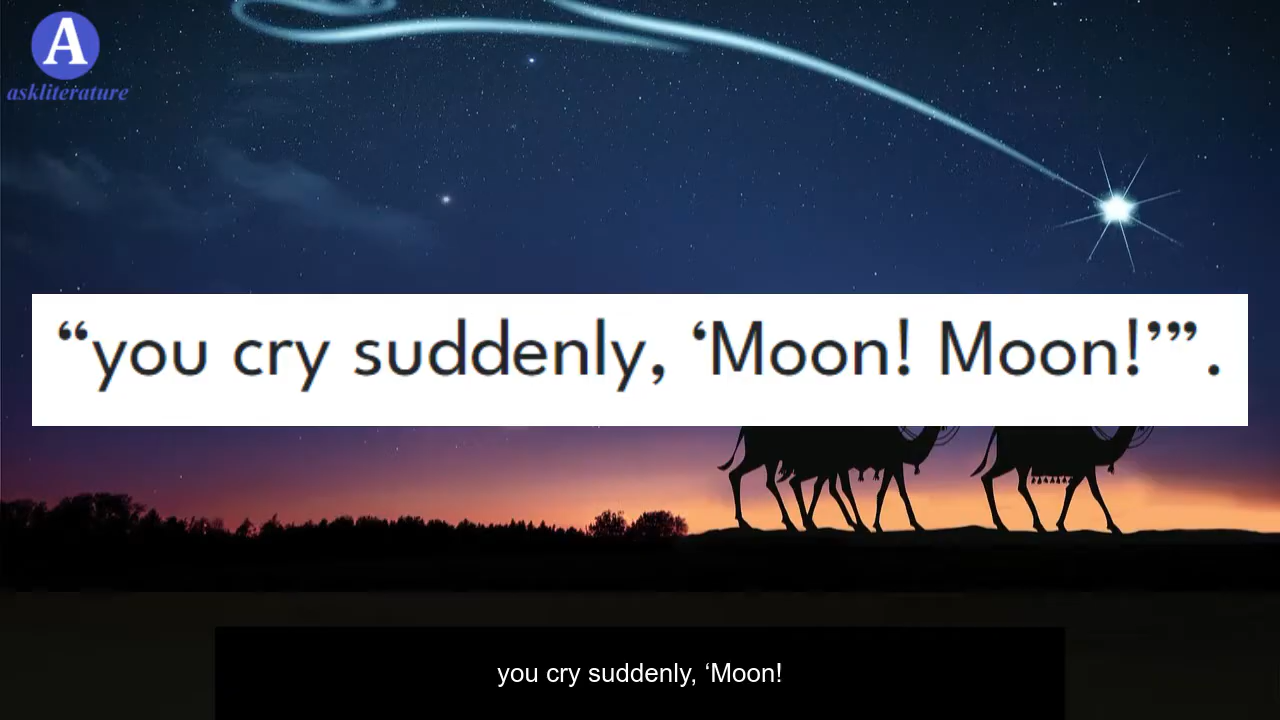 A
askliterature
“you cry suddenly, ‘Moon! Moon!’”.
you cry suddenly, ‘Moon!